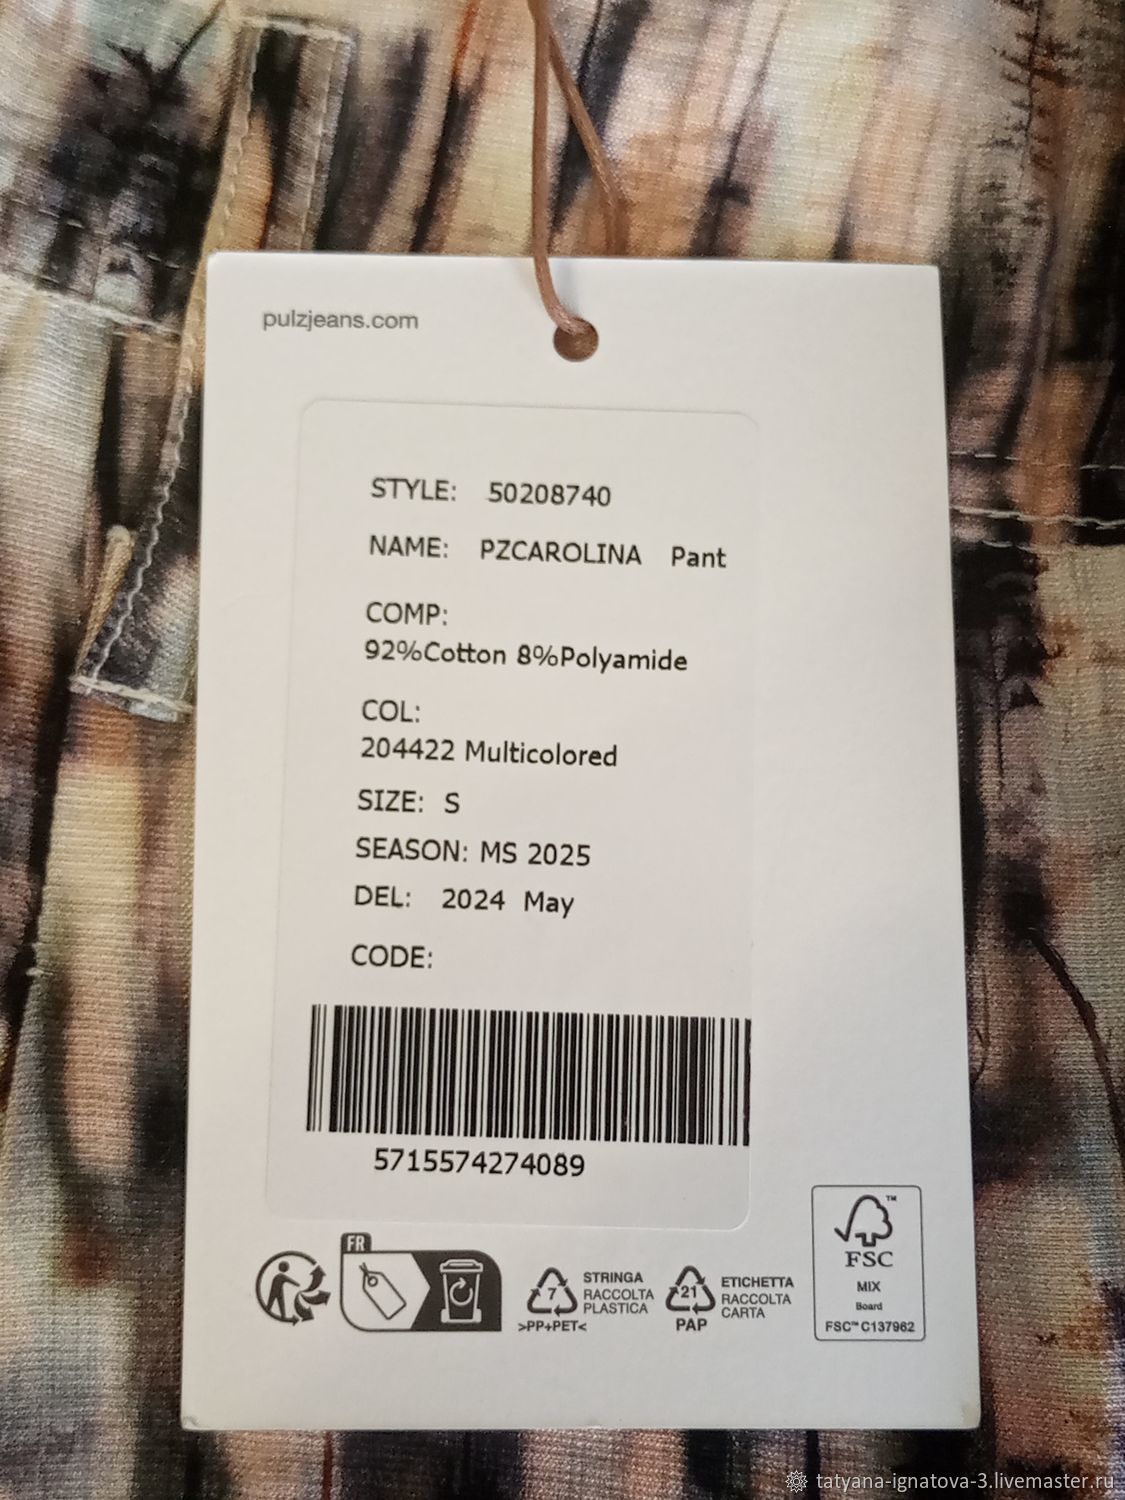 pulzjeans.com
STYLE: 50208740
NAME: PZCAROLINA Pant
COMP:
92%Cotton 8%Polyamide
COL:
204422 Multicolored
SIZE: S
SEASON: MS 2025
DEL: 2024 May
CODE:
5715574274089
FR
7
>PP+PET<
STRINGA
RACCOLTA
PLASTICA
21
PAP
ETICHETTA
RACCOLTA
CARTA
™
FSC
MIX
Board
FSC™ C137962
tatyana-ignatova-3.livemaster.ru